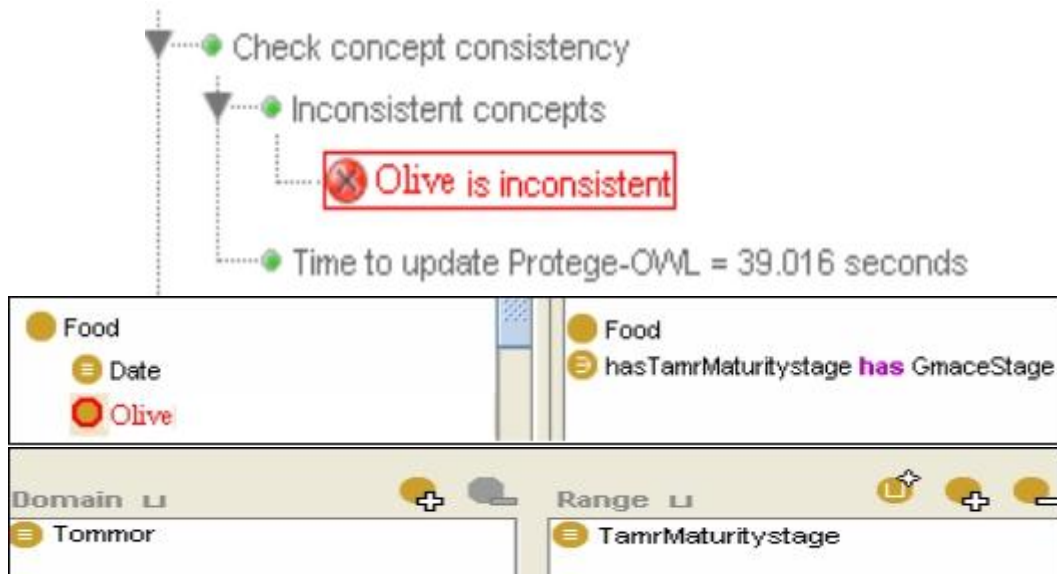 Check concept consistency
Inconsistent concepts
Olive is inconsistent
Time to update Protege-OWL = 39.016 seconds
Food
Date
Olive
Food
hasTamrMaturitystage has GmaceStage
Domain ⊔
Range ⊔
Tommor
TamrMaturitystage